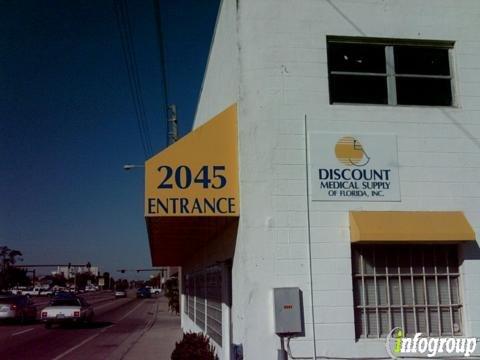 2045
ENTRANCE
DISCOUNT
MEDICAL SUPPLY
OF FLORIDA, INC.
infogroup